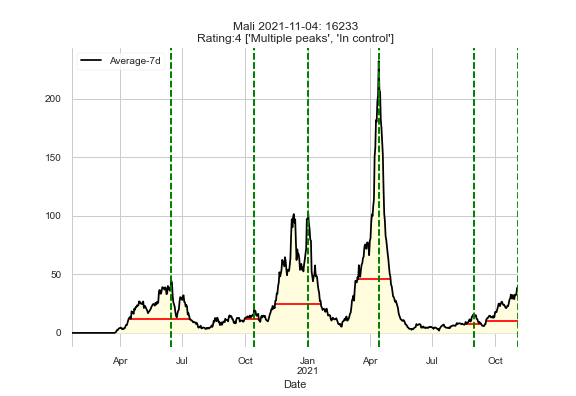 Mali 2021-11-04: 16233
Rating:4 ['Multiple peaks', 'In control']
Average-7d
200
150
100
50
0
Apr Jul Oct Jan Apr Jul Oct
2021
Date